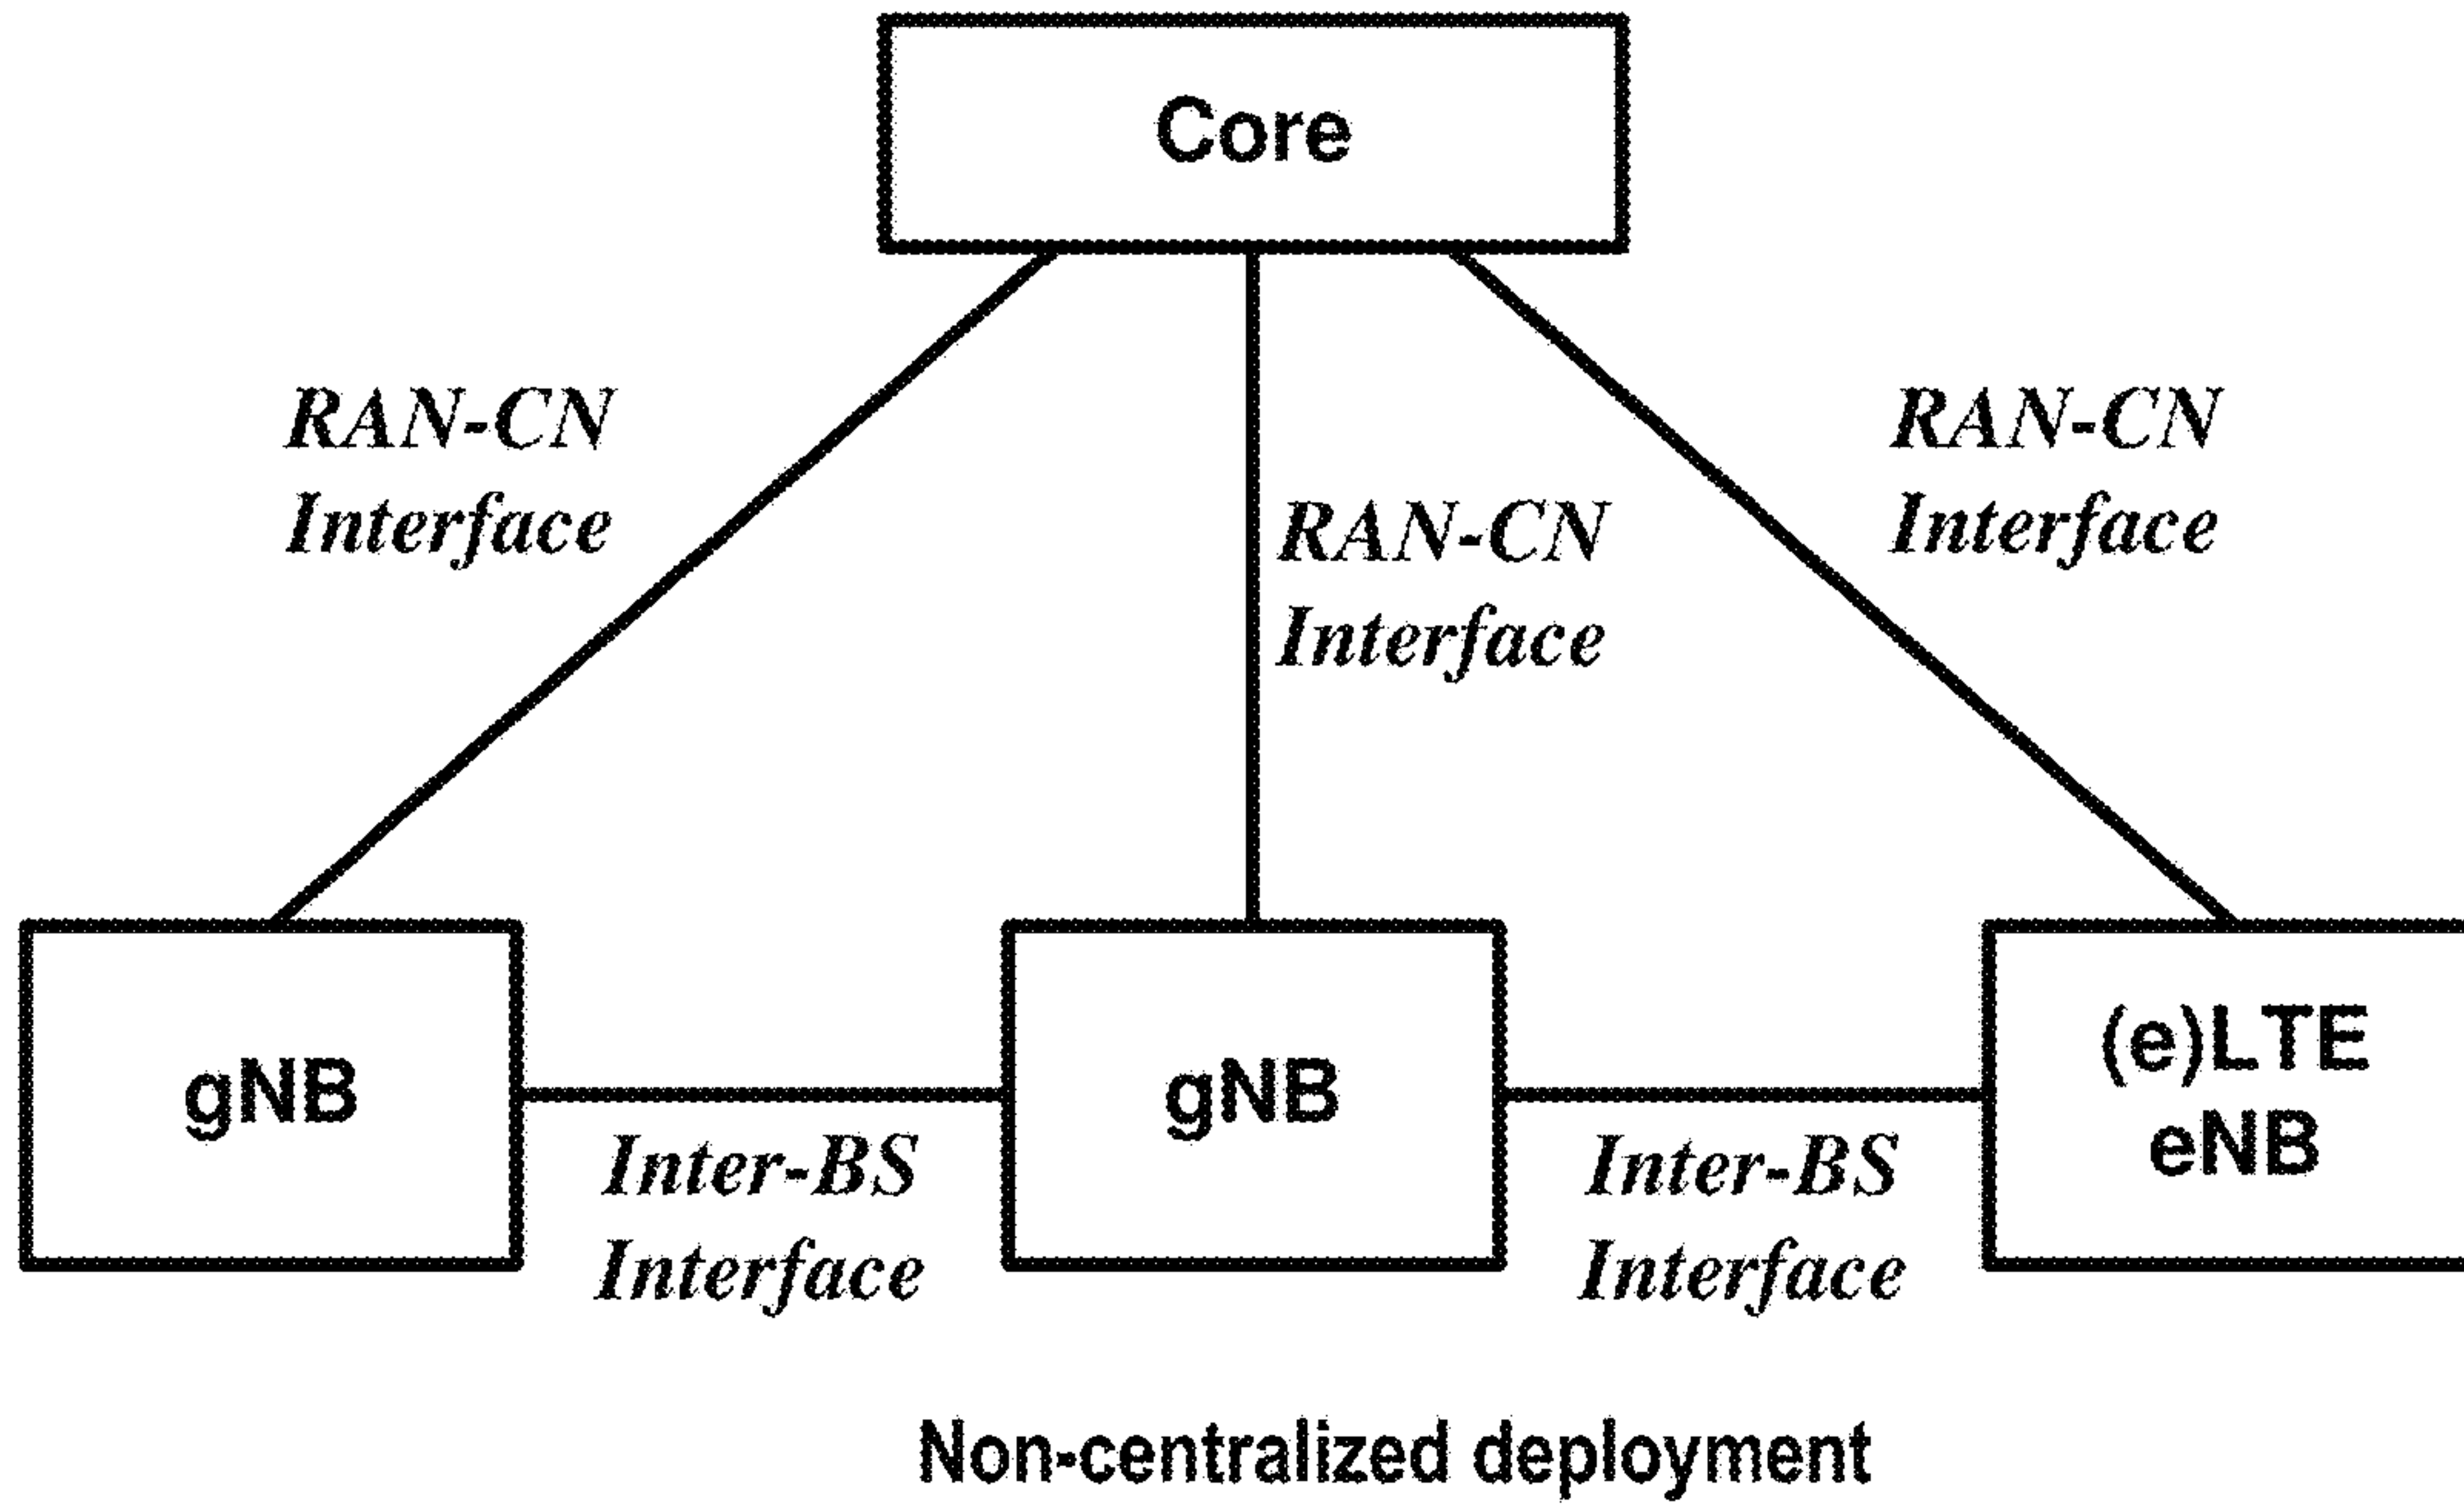 Core
RAN-CN
Interface
RAN-CN
Interface
RAN-CN
Interface
gNB
gNB
(e)LTE
eNB
Inter-BS
Interface
Inter-BS
Interface
Non-centralized deployment